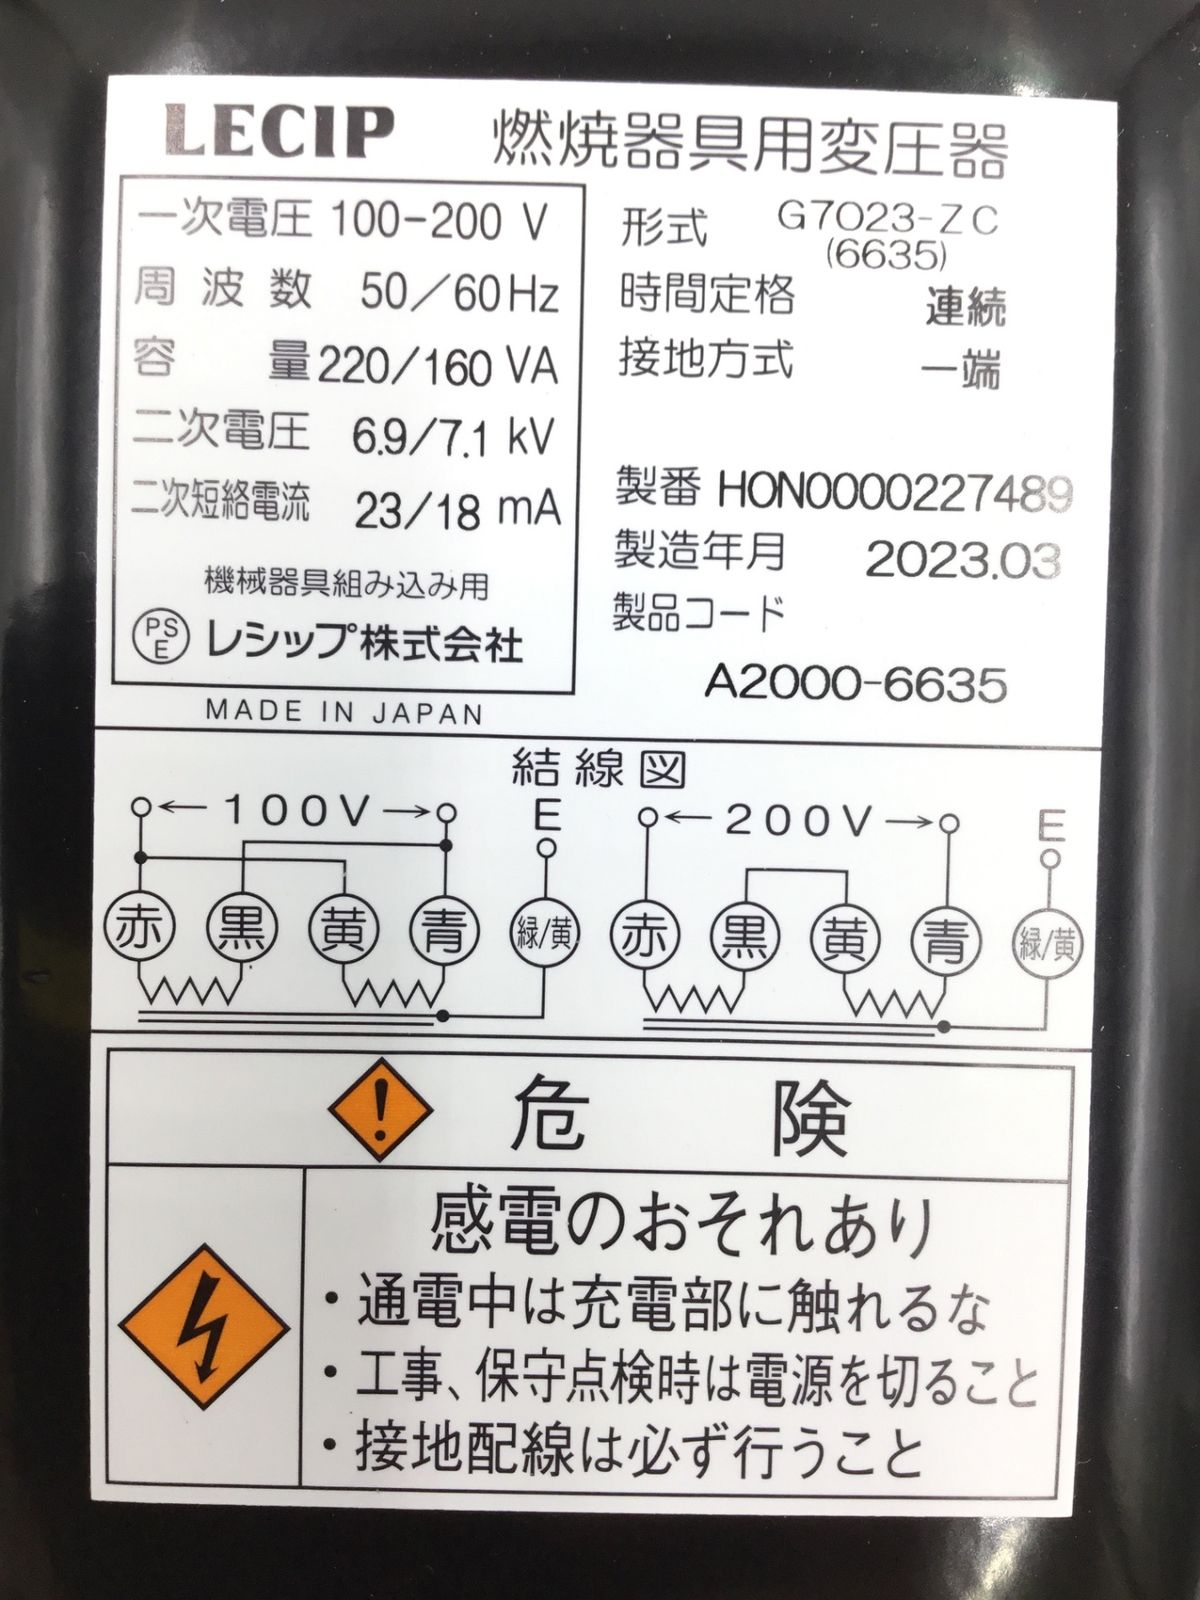 LECIP 燃焼器具用変圧器
一次電圧 100-200 V
周波数 50/60Hz
容量 220/160 VA
二次電圧 6.9/7.1 kV
二次短絡電流 23/18 mA
機械器具組み込み用
PSE レシップ株式会社
MADE IN JAPAN
形式 G7023-ZC
(6635)
時間定格 連続
接地方式 一端
製番 HON0000227489
製造年月 2023.03
製品コード
A2000-6635
結線図
100V E
赤 黒 黄 青 緑/黄
200V E
赤 黒 黄 青 緑/黄
危険
感電のおそれあり
・通電中は充電部に触れるな
・工事、保守点検時は電源を切ること
・接地配線は必ず行うこと